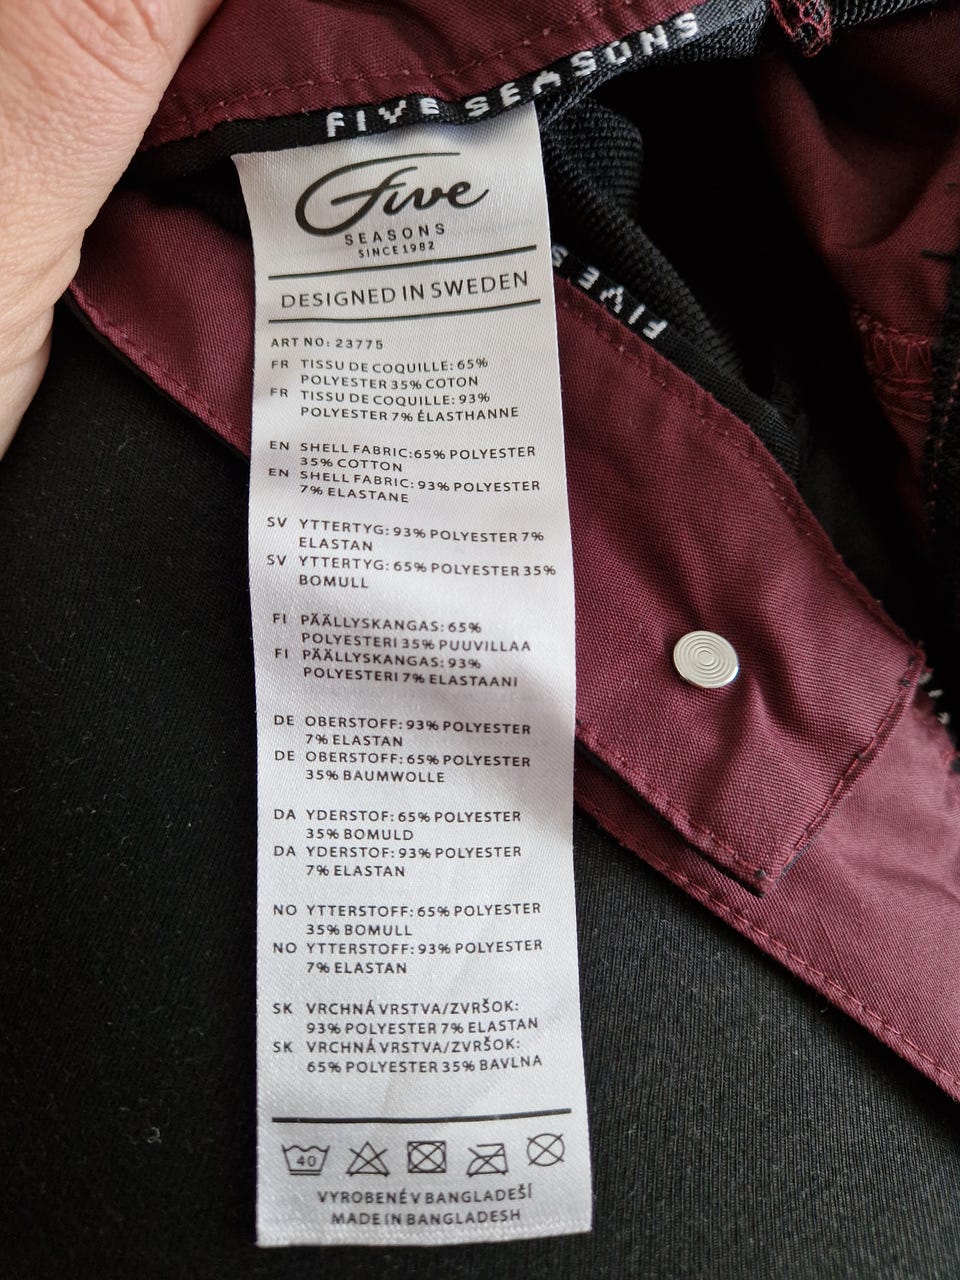 FIVE SEASONS
FIVE S
Five
SEASONS
SINCE 1982
DESIGNED IN SWEDEN
ART NO: 23775
FR TISSU DE COQUILLE: 65%
POLYESTER 35% COTON
FR TISSU DE COQUILLE: 93%
POLYESTER 7% ÉLASTHANNE
EN SHELL FABRIC: 65% POLYESTER
35% COTTON
EN SHELL FABRIC: 93% POLYESTER
7% ELASTANE
SV YTTERTYG: 93% POLYESTER 7%
ELASTAN
SV YTTERTYG: 65% POLYESTER 35%
BOMULL
FI PÄÄLLYSKANGAS: 65%
POLYESTERI 35% PUUVILLAA
FI PÄÄLLYSKANGAS: 93%
POLYESTERI 7% ELASTAANI
DE OBERSTOFF: 93% POLYESTER
7% ELASTAN
DE OBERSTOFF: 65% POLYESTER
35% BAUMWOLLE
DA YDERSTOF: 65% POLYESTER
35% BOMULD
DA YDERSTOF: 93% POLYESTER
7% ELASTAN
NO YTTERSTOFF: 65% POLYESTER
35% BOMULL
NO YTTERSTOFF: 93% POLYESTER
7% ELASTAN
SK VRCHNÁ VRSTVA/ZVRŠOK:
93% POLYESTER 7% ELASTAN
SK VRCHNÁ VRSTVA/ZVRŠOK:
65% POLYESTER 35% BAVLNA
40
VYROBENÉ V BANGLADEŠÍ
MADE IN BANGLADESH